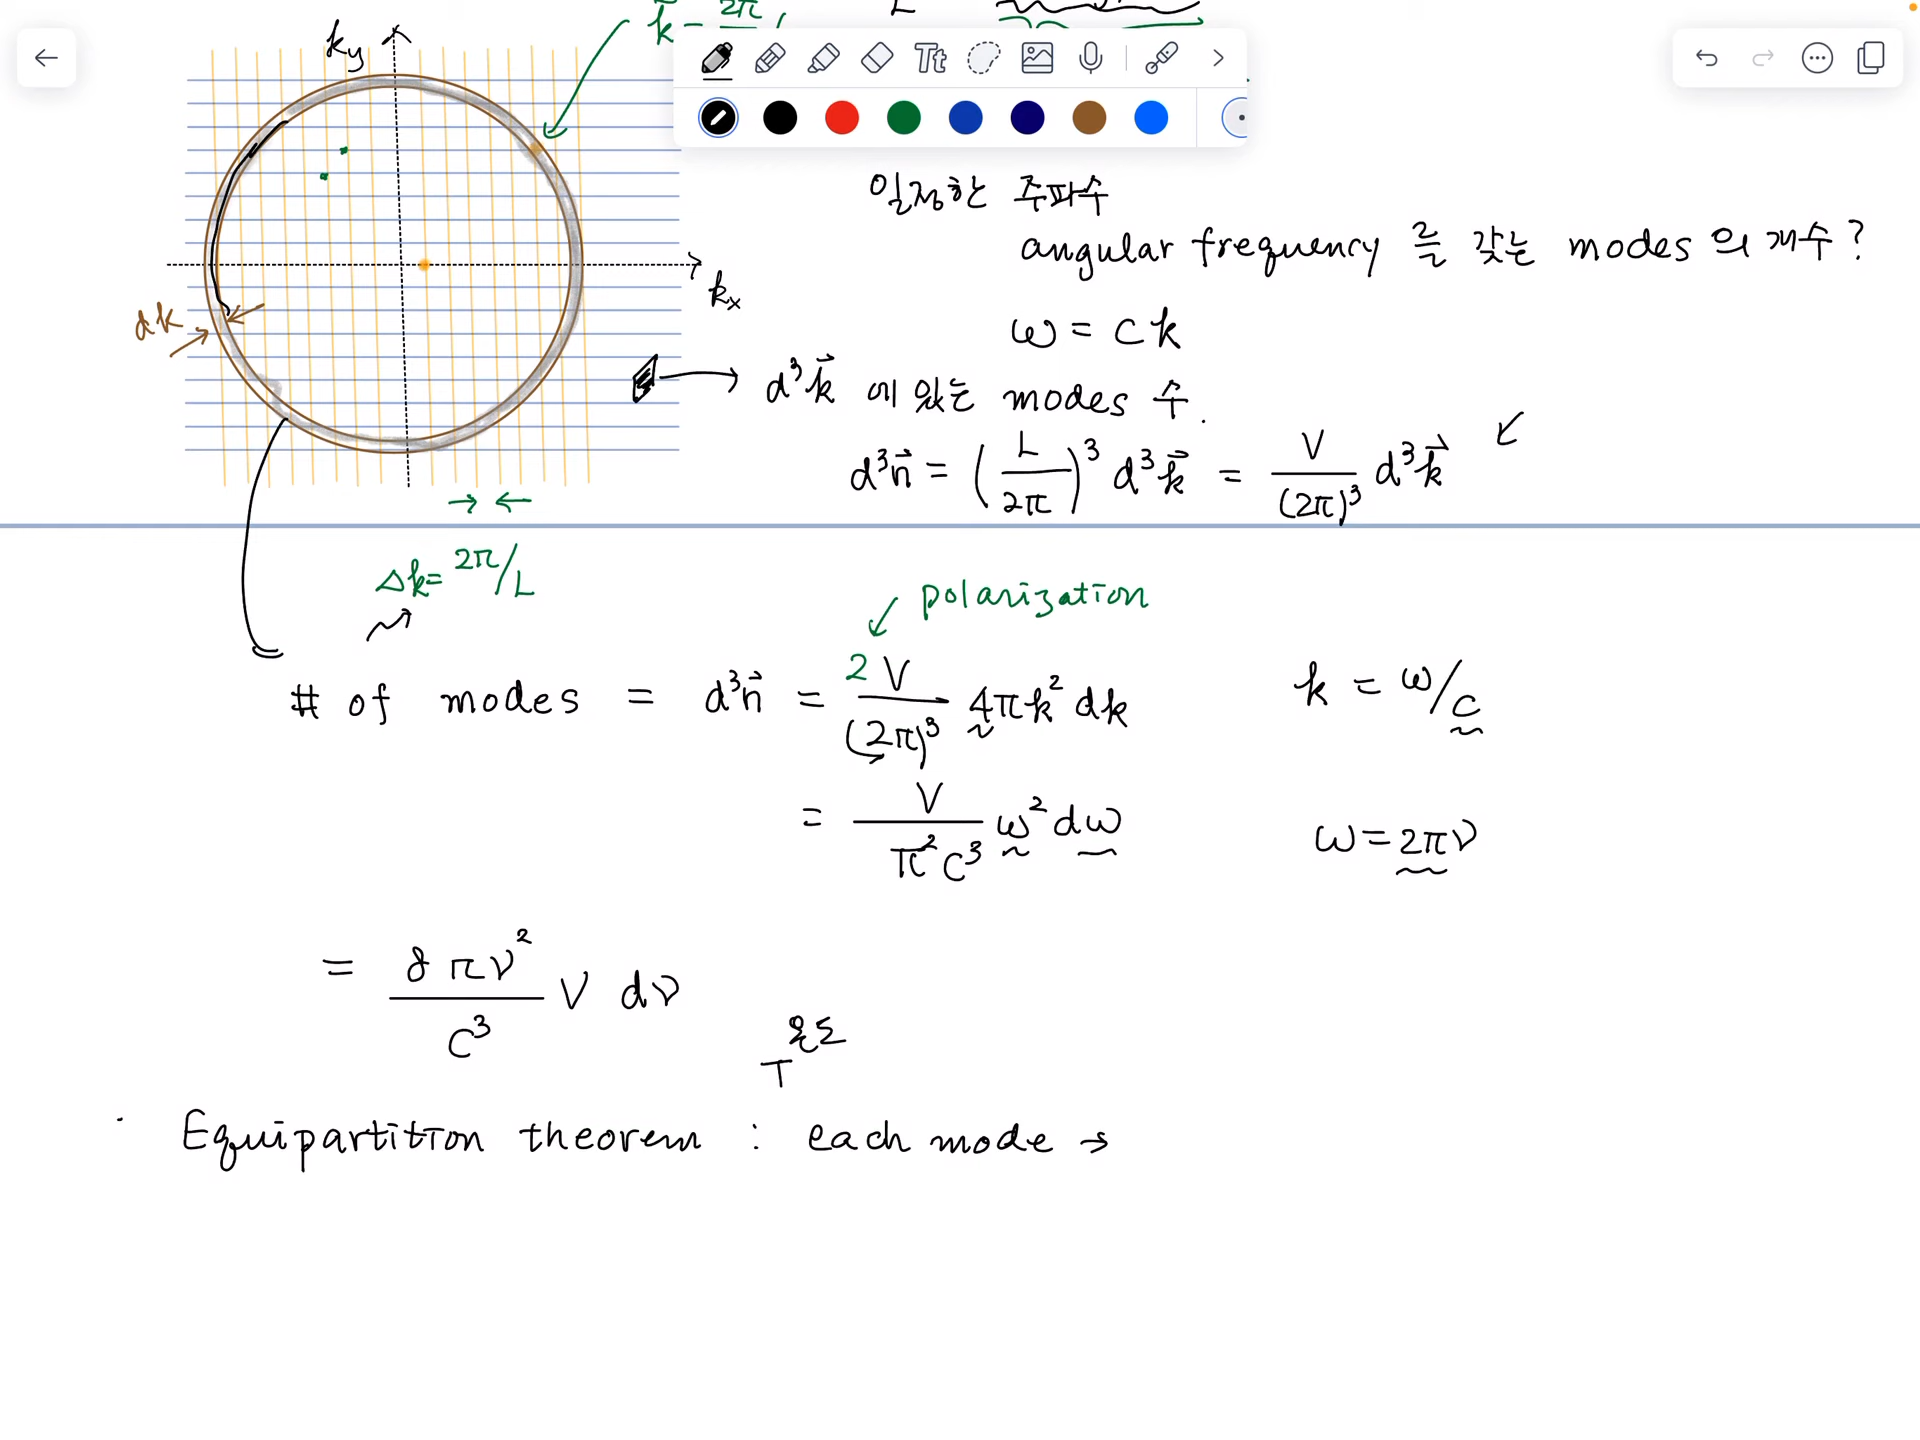 k⃗ = 2π/
L
ky
Tt
일정한 주파수
angular frequency 를 갖는 modes 의 개수?
kx
dk
ω = ck
d³k⃗ 에 있는 modes 수.
d³n⃗ = (L/2π)³ d³k⃗ = V/(2π)³ d³k⃗
Δk = 2π/L
polarization
# of modes = d³n⃗ = 2V/(2π)³ 4πk² dk
k = ω/c
= V/π²c³ ω² dω
ω = 2πν
= 8πν²/c³ V dν
온도
T
Equipartition theorem : each mode →